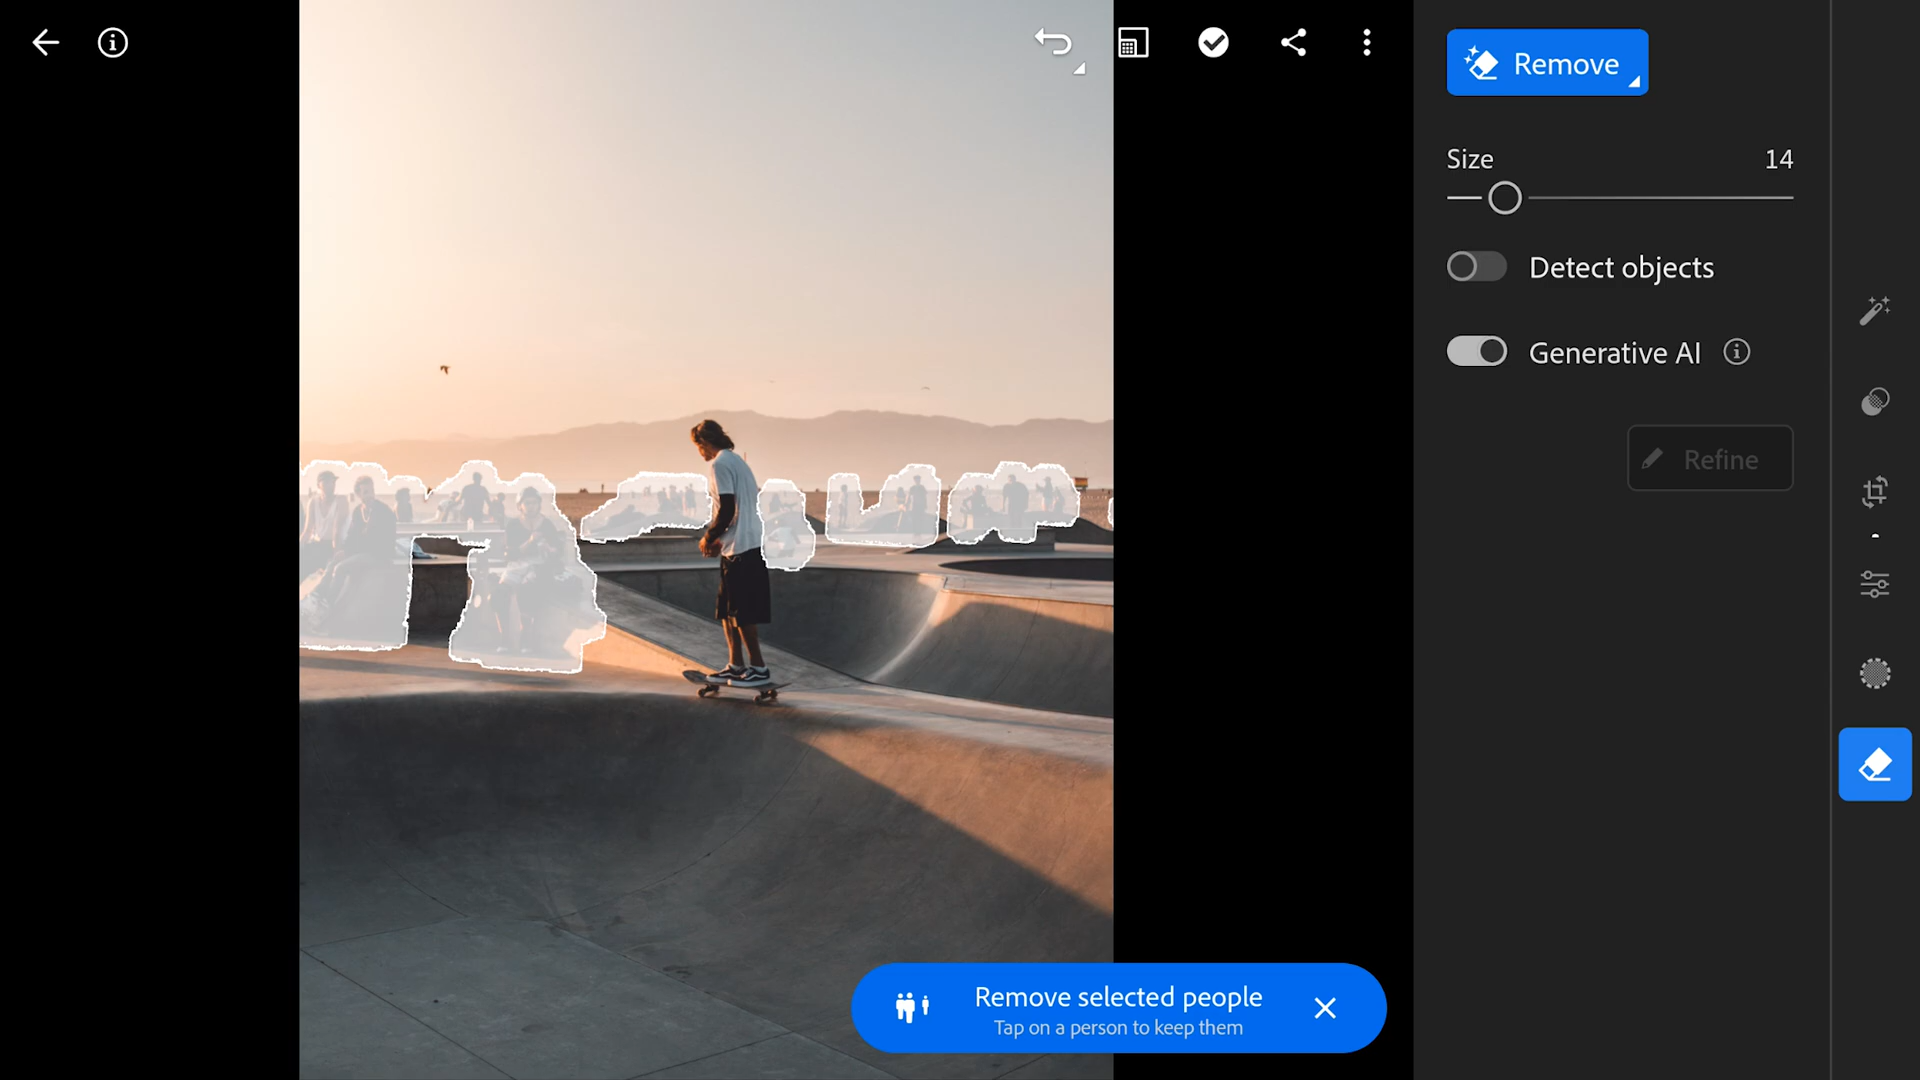 Remove
Size 14
Detect objects
Generative AI
Refine
Remove selected people
Tap on a person to keep them